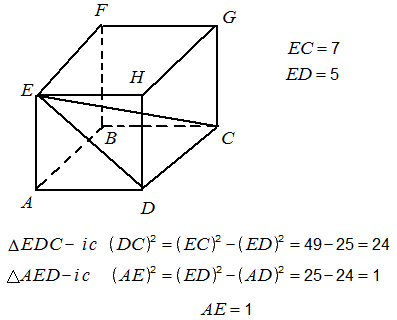 F
G
EC = 7
ED = 5
E
H
B
C
A
D
△EDC – ic (DC)² = (EC)² – (ED)² = 49 – 25 = 24
△AED – ic (AE)² = (ED)² – (AD)² = 25 – 24 = 1
AE = 1